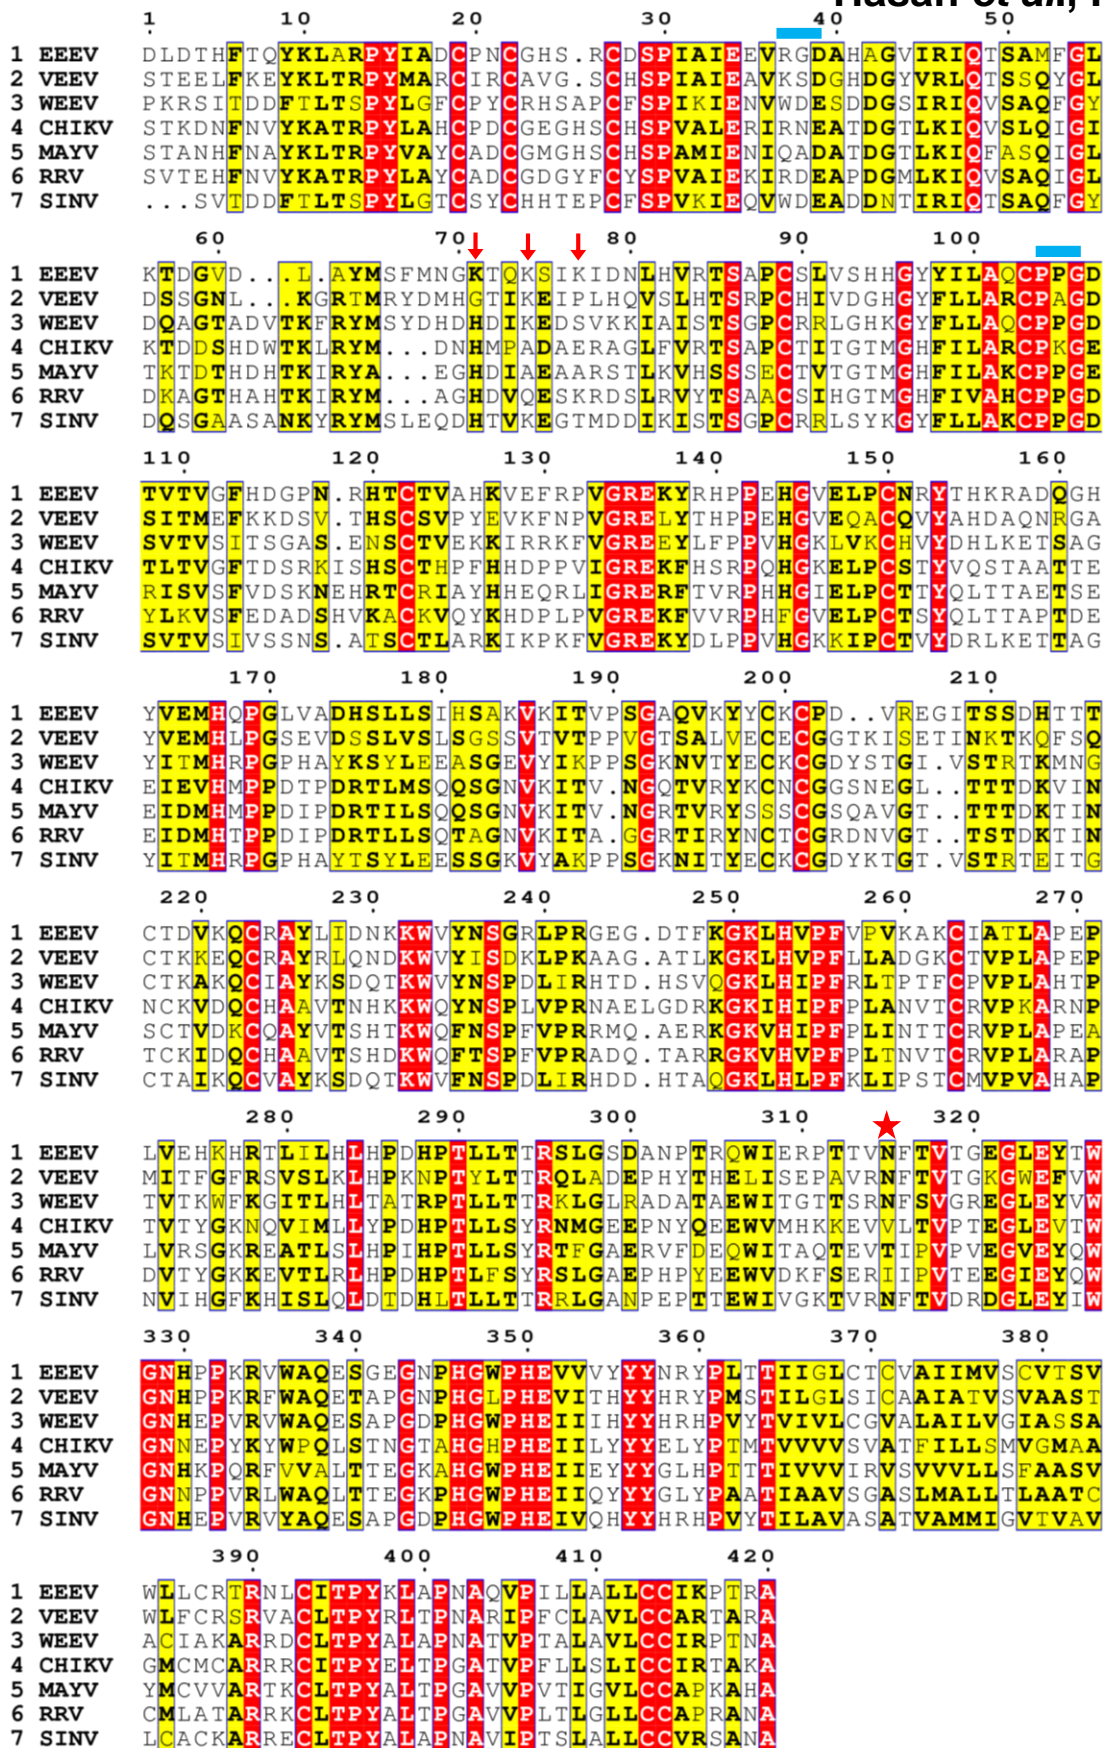 1 10 20 30 40 50
1 EEEV DLDTHFTQYKLARPYIADCPNCGHS.RCDSPIAIEEVRGDAHAGVIRIQTSAMFGL
2 VEEV STEELFKEYKLTRPYMARCIRCAVG.SCHSPIAIEAVKSDGHDGYVRLQTSSQYGL
3 WEEV PKRSITDDFTLTSPYLGFCPYCRHSAPCFSPIKIENVWDESDDGSIRIQVSAQFGY
4 CHIKV STKDNFNVYKATRPYLAHCPDCGEGHSCHSPVALERIRNEATDGTLKIQVSLQIGI
5 MAYV STANHFNAYKLTRPYVAYCADCGMGHSCHSPAMIENIQADATDGTLKIQFASQIGL
6 RRV SVTEHFNVYKATRPYLAYCADCGDGYFCYSPVAIEKIRDEAPDGMLKIQVSAQIGL
7 SINV ...SVTDDFTLTSPYLGTCSYCHHTEPCFSPVKIEQVWDEADDNTIRIQTSAQFGY
60 70 80 90 100
1 EEEV KTDGVD...L.AYMSFMNGKTQKSIKIDNLHVRTSAPCSLVSHHGYYILAQCPPGD
2 VEEV DSSGNL...KGRTMRYDMHGTIKEIPLHQVSLHTSRPCHIVDGHGYFLLARCPAGD
3 WEEV DQAGTADVTKFRYMSYDHDHDIKEDSVKKIAISTSGPCRRLGHKGYFLLAQCPPGD
4 CHIKV KTDDSHDWTKLRYM...DNHMPADAERAGLFVRTSAPCTITGTMGHFILARCPKGE
5 MAYV TKTDTHDHTKIRYA...EGHDIAEAARSTLKVHSSSECTVTGTMGHFILAKCPPGE
6 RRV DKAGTHAHTKIRYM...AGHDVQESKRDSLRVYTSAACSIHGTMGHFIVAHCPPGD
7 SINV DQSGAASANKYRYMSLEQDHTVKEGTMDDIKISTSGPCRRLSYKGYFLLAKCPPGD
110 120 130 140 150 160
1 EEEV TVTVGFHDGPN.RHTCTVAHKVEFRPVGREKYRHPPEHGVELPCNRYTHKRADQGH
2 VEEV SITMEFKKDSV.THSCSVPYEVKFNPVGRELYTHPPEHGVEQACQVYAHDAQNRGA
3 WEEV SVTVSITSGAS.ENSCTVEKKIRRKFVGREEYLFPPVHGKLVKCHVYDHLKETSAG
4 CHIKV TLTVGFTDSRKISHSCTHPFHHDPPVIGREKFHSRPQHGKELPCSTYVQSTAATTE
5 MAYV RISVSFVDSKNEHRTCRIAYHHEQRLIGRERFTVRPHHGIELPCTTYQLTTAETSE
6 RRV YLKVSFEDADSHVKACKVQYKHDPLPVGREKFVVRPHFGVELPCTSYQLTTAPTDE
7 SINV SVTVSIVSSNS.ATSCTLARKIKPKFVGREKYDLPPVHGKKIPCTVYDRLKETTAG
170 180 190 200 210
1 EEEV YVEMHQPGLVADHSLLSIHSAKVKITVPSGAQVKYYCKCPD..VREGITSSDHTTT
2 VEEV YVEMHLPGSEVDSSLVSLSGSSVTVTPPVGTSALVECECGGTKISETINKTKQFSQ
3 WEEV YITMHRPGPHAYKSYLEEASGEVYIKPPSGKNVTYECKCGDYSTGI.VSTRTKMNG
4 CHIKV EIEVHMPPDTPDRTLMSQQSGNVKITV.NGQTVRYKCNCGGSNEGL..TTTDKVIN
5 MAYV EIDMHMPPDIPDRTILSQQSGNVKITV.NGRTVRYSSSCGSQAVGT..TTTDKTIN
6 RRV EIDMHTPPDIPDRTLLSQTAGNVKITA.GGRTIRYNCTCGRDNVGT..TSTDKTIN
7 SINV YITMHRPGPHAYTSYLEESSGKVYAKPPSGKNITYECKCGDYKTGT.VSTRTEITG
220 230 240 250 260 270
1 EEEV CTDVKQCRAYLIDNKKWVYNSGRLPRGEG.DTFKGKLHVPFVPVKAKCIATLAPEP
2 VEEV CTKKEQCRAYRLQNDKWVYISDKLPKAAG.ATLKGKLHVPFLLADGKCTVPLAPEP
3 WEEV CTKAKQCIAYKSDQTKWVYNSPDLIRHTD.HSVQGKLHIPFRLTPTFCPVPLAHTP
4 CHIKV NCKVDQCHAAVTNHKKWQYNSPLVPRNAELGDRKGKIHIPFPLANVTCRVPKARNP
5 MAYV SCTVDKCQAYVTSHTKWQFNSPFVPRRMQ.AERKGKVHIPFPLINTTCRVPLAPEA
6 RRV TCKIDQCHAAVTSHDKWQFTSPFVPRADQ.TARRGKVHVPFPLTNVTCRVPLARAP
7 SINV CTAIKQCVAYKSDQTKWVFNSPDLIRHDD.HTAQGKLHLPFKLIPSTCMVPVAHAP
280 290 300 310 320
1 EEEV LVEHKHRTLILHLHPDHPTLLTTRSLGSDANPTRQWIERPTTVNFTVTGEGLEYTW
2 VEEV MITFGFRSVSLKLHPKNPTYLTTRQLADEPHYTHELISEPAVRNFTVTGKGWEFVW
3 WEEV TVTKWFKGITLHLTATRPTLLTTRKLGLRADATAEWITGTTSRNFSVGREGLEYVW
4 CHIKV TVTYGKNQVIMLLYPDHPTLLSYRNMGEEPNYQEEWVMHKKEVVLTVPTEGLEVTW
5 MAYV LVRSGKREATLSLHPIHPTLLSYRTFGAERVFDEQWITAQTEVTIPVPVEGVEYQW
6 RRV DVTYGKKEVTLRLHPDHPTLFSYRSLGAEPHPYEEWVDKFSERIIPVTEEGIEYQW
7 SINV NVIHGFKHISLQLDTDHLTLLTTRRLGANPEPTTEWIVGKTVRNFTVDRDGLEYIW
330 340 350 360 370 380
1 EEEV GNHPPKRVWAQESGEGNPHGWPHEVVVYYYNRYPLTTIIGLCTCVAIIMVSCVTSV
2 VEEV GNHPPKRFWAQETAPGNPHGLPHEVITHYYHRYPMSTILGLSICAAIATVSVAAST
3 WEEV GNHEPVRVWAQESAPGDPHGWPHEIIIHYYHRHPVYTVIVLCGVALAILVGIASSA
4 CHIKV GNNEPYKYWPQLSTNGTAHGHPHEIILYYYELYPTMTVVVVSVATFILLSMVGMAA
5 MAYV GNHKPQRFVVALTTEGKAHGWPHEIIEYYYGLHPTTTIVVVIRVSVVVLLSFAASV
6 RRV GNNPPVRLWAQLTTEGKPHGWPHEIIQYYYGLYPAATIAAVSGASLMALLTLAATC
7 SINV GNHEPVRVYAQESAPGDPHGWPHEIVQHYYHRHPVYTILAVASATVAMMIGVTVAV
390 400 410 420
1 EEEV WLLCRTRNLCITPYKLAPNAQVPILLALLCCIKPTRA
2 VEEV WLFCRSRVACLTPYRLTPNARIPFCLAVLCCARTARA
3 WEEV ACIAKARRDCLTPYALAPNATVPTALAVLCCIRPTNA
4 CHIKV GMCMCARRRCITPYELTPGATVPFLLSLICCIRTAKA
5 MAYV YMCVVARTKCLTPYALTPGAVVPVTIGVLCCAPKAHA
6 RRV CMLATARRKCLTPYALTPGAVVPLTLGLLCCAPRANA
7 SINV LCACKARRECLTPYALAPNAVIPTSLALLCCVRSANA